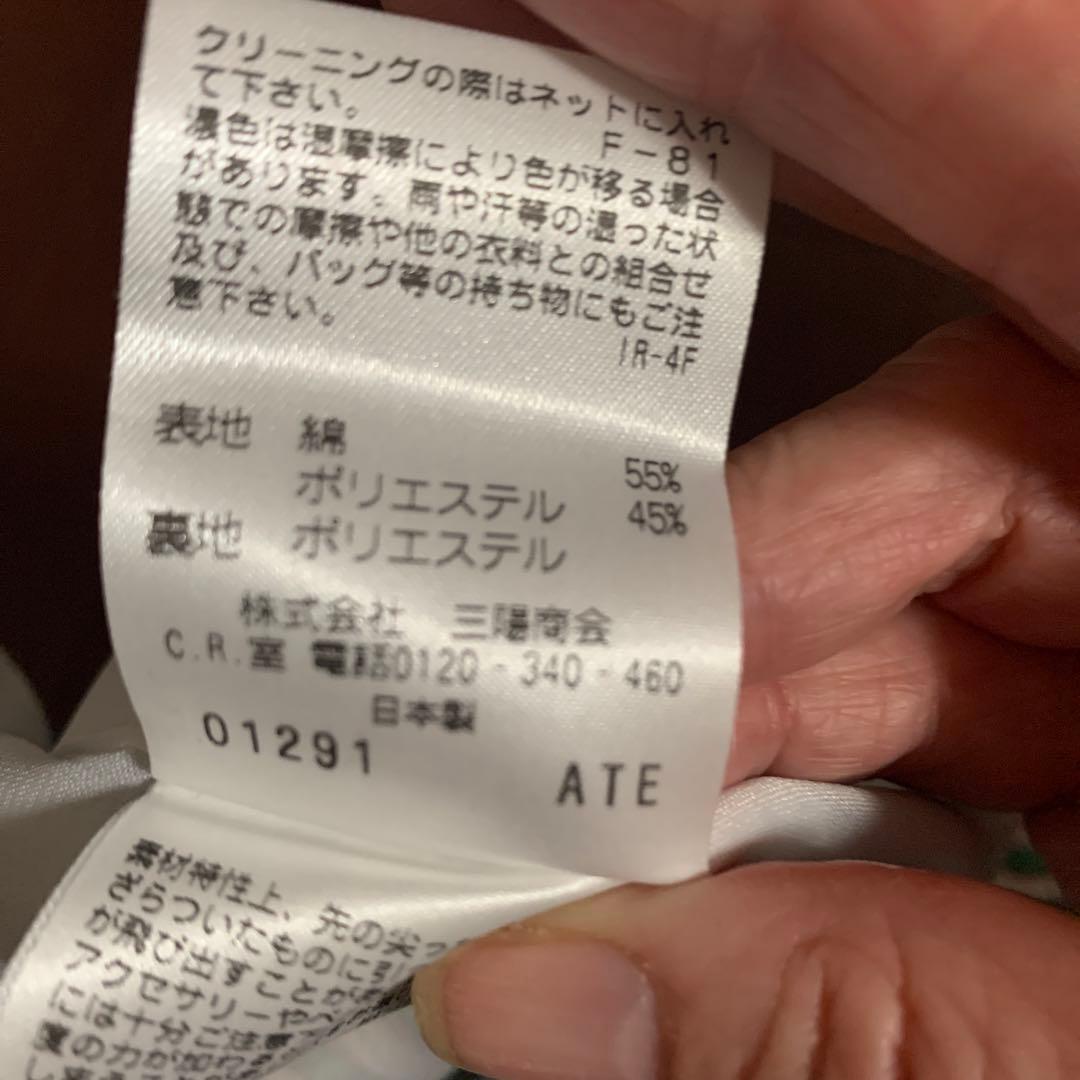 クリーニングの際はネットに入れ
て下さい。
F-81
濃色は湿摩擦により色が移る場合
があります。雨や汗等の湿った状
態での摩擦や他の衣料との組合せ
及び、バッグ等の持ち物にもご注
意下さい。
IR-4F
表地 綿 55%
ポリエステル 45%
裏地 ポリエステル
株式会社 三陽商会
C.R.室 電話0120-340-460
日本製
01291 ATE
素材特性上、先の尖っ
ざらついたものに引
が飛び出すことが
アクセサリーや
には十分ご注意
の力が加わ